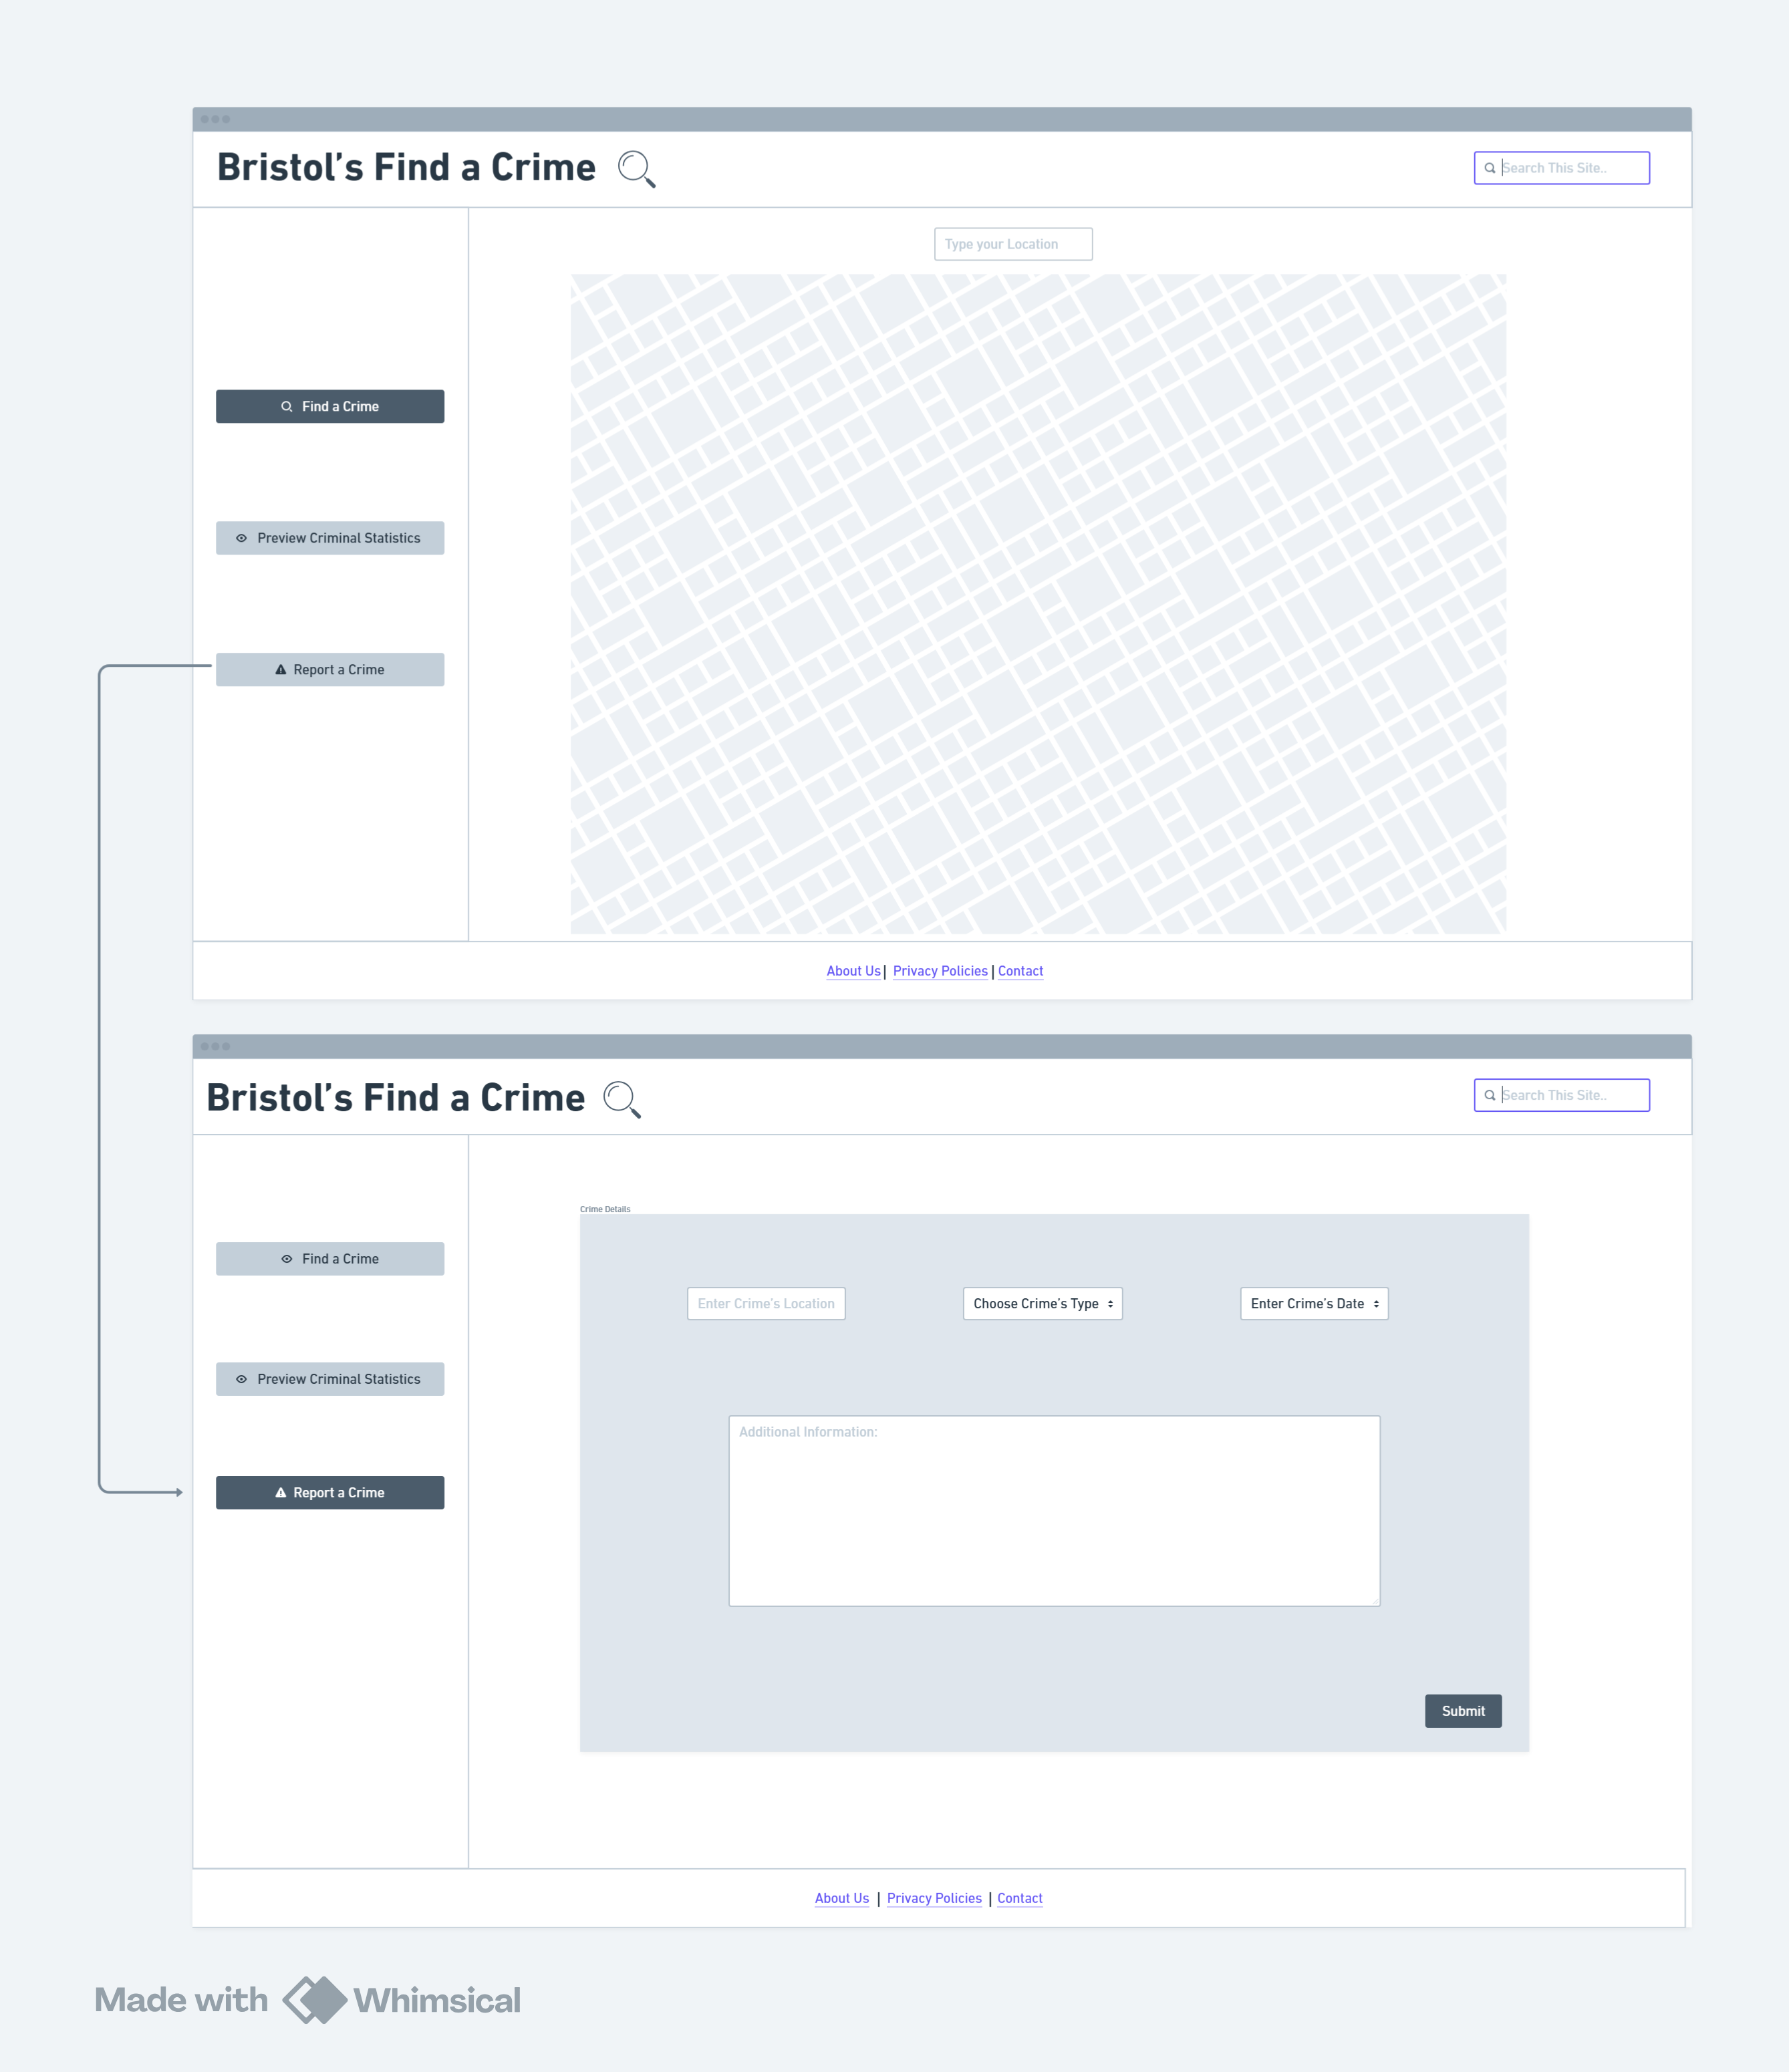 Bristol's Find a Crime
Search This Site..
Type your Location
Find a Crime
Preview Criminal Statistics
Report a Crime
About Us | Privacy Policies | Contact
Bristol's Find a Crime
Search This Site..
Crime Details
Find a Crime
Enter Crime's Location
Choose Crime's Type
Enter Crime's Date
Preview Criminal Statistics
Additional Information:
Report a Crime
Submit
About Us | Privacy Policies | Contact
Made with Whimsical